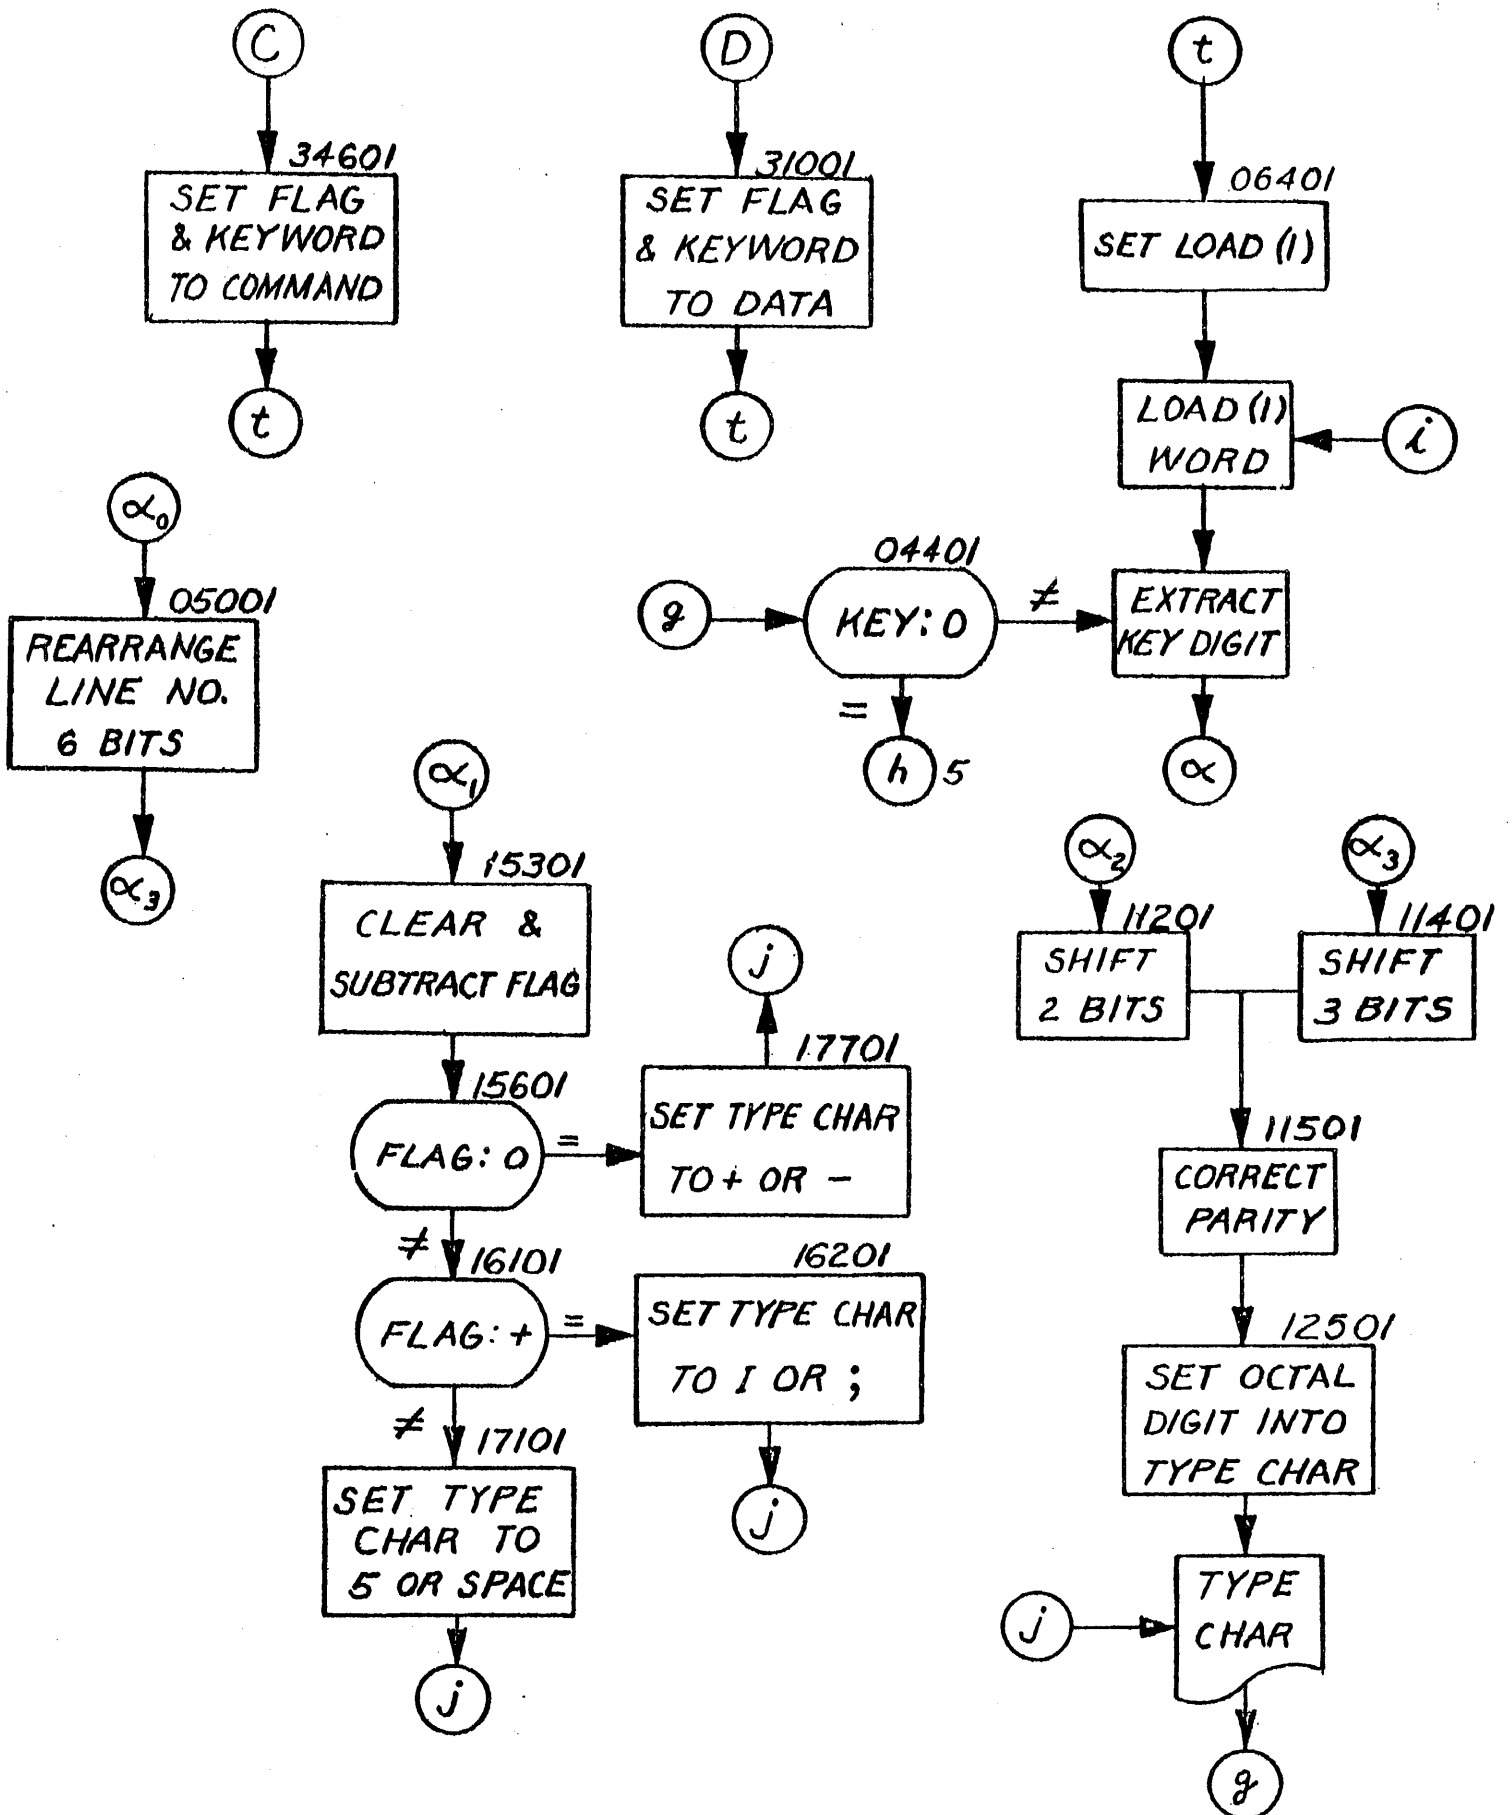 C
34601
SET FLAG
& KEYWORD
TO COMMAND
t
D
31001
SET FLAG
& KEYWORD
TO DATA
t
t
06401
SET LOAD (1)
LOAD (1)
WORD
i
g
04401
KEY: 0
≠
EXTRACT
KEY DIGIT
=
h 5
α
α₀
05001
REARRANGE
LINE NO.
6 BITS
α₃
α₁
15301
CLEAR &
SUBTRACT FLAG
15601
FLAG: 0
=
17701
SET TYPE CHAR
TO + OR -
j
≠
16101
FLAG: +
=
16201
SET TYPE CHAR
TO I OR ;
j
≠
17101
SET TYPE
CHAR TO
5 OR SPACE
j
α₂
11201
SHIFT
2 BITS
α₃
11401
SHIFT
3 BITS
11501
CORRECT
PARITY
12501
SET OCTAL
DIGIT INTO
TYPE CHAR
j
TYPE
CHAR
g